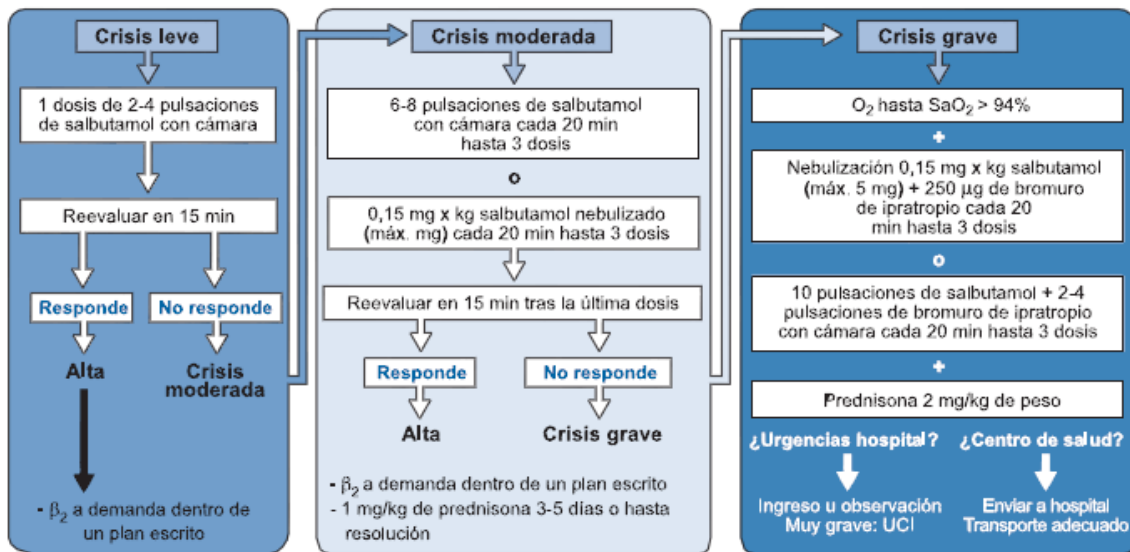 Crisis leve
1 dosis de 2-4 pulsaciones
de salbutamol con cámara
Reevaluar en 15 min
Responde
No responde
Alta
Crisis
moderada
- β₂ a demanda dentro de
un plan escrito
Crisis moderada
6-8 pulsaciones de salbutamol
con cámara cada 20 min
hasta 3 dosis
o
0,15 mg x kg salbutamol nebulizado
(máx. mg) cada 20 min hasta 3 dosis
Reevaluar en 15 min tras la última dosis
Responde
No responde
Alta
Crisis grave
- β₂ a demanda dentro de un plan escrito
- 1 mg/kg de prednisona 3-5 días o hasta
resolución
Crisis grave
O₂ hasta SaO₂ > 94%
+
Nebulización 0,15 mg x kg salbutamol
(máx. 5 mg) + 250 µg de bromuro
de ipratropio cada 20
min hasta 3 dosis
o
10 pulsaciones de salbutamol + 2-4
pulsaciones de bromuro de ipratropio
con cámara cada 20 min hasta 3 dosis
+
Prednisona 2 mg/kg de peso
¿Urgencias hospital?
¿Centro de salud?
Ingreso u observación
Muy grave: UCI
Enviar a hospital
Transporte adecuado